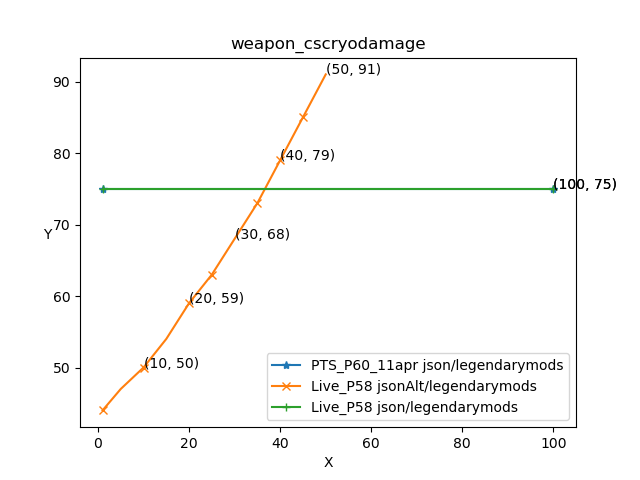 weapon_cscryodamage
90
80
70
60
50
Y
(50, 91)
(40, 79)
(100, 75)
(30, 68)
(20, 59)
(10, 50)
PTS_P60_11apr json/legendarymods
Live_P58 jsonAlt/legendarymods
Live_P58 json/legendarymods
0 20 40 60 80 100
X